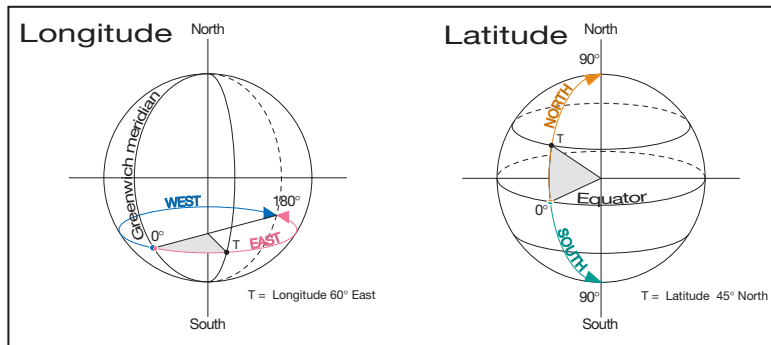 Longitude
North
Greenwich meridian
WEST
180°
0°
T
EAST
T = Longitude 60° East
South
Latitude
North
90°
NORTH
T
0°
Equator
SOUTH
90°
T = Latitude 45° North
South